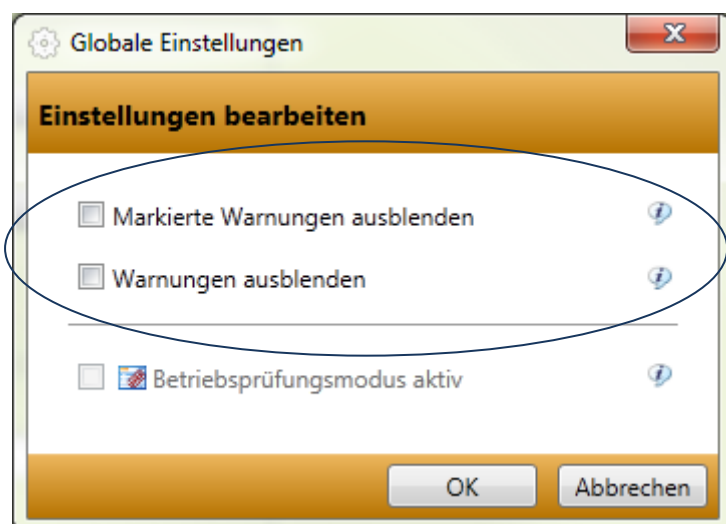 Globale Einstellungen
Einstellungen bearbeiten
Markierte Warnungen ausblenden
Warnungen ausblenden
Betriebsprüfungsmodus aktiv
OK Abbrechen